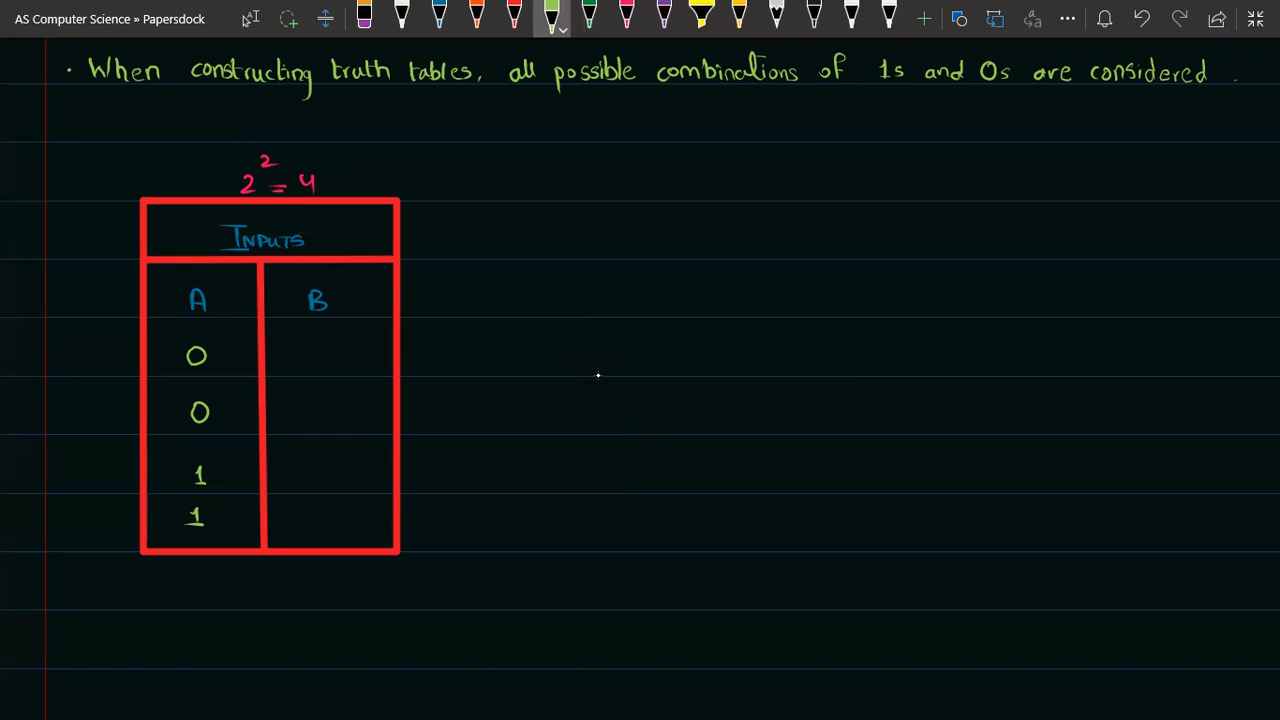 AS Computer Science » Papersdock
· When constructing truth tables, all possible combinations of 1s and 0s are considered.
2² = 4
INPUTS
A B
0
0
1
1